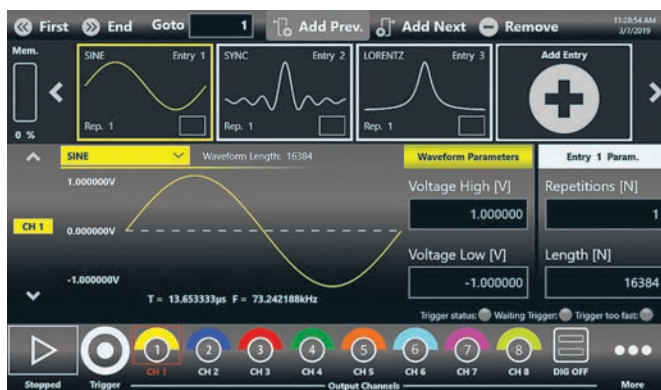 First End Goto 1 Add Prev. Add Next Remove 11:28:54 AM
3/7/2019
Mem.
0 %
SINE Entry 1
Rep. 1
SYNC Entry 2
Rep. 1
LORENTZ Entry 3
Rep. 1
Add Entry
SINE Waveform Length: 16384
Waveform Parameters
Entry 1 Param.
1.000000V
CH 1 0.000000V
-1.000000V
T = 13.653333µs F = 73.242188kHz
Voltage High [V]
1.000000
Voltage Low [V]
-1.000000
Repetitions [N]
1
Length [N]
16384
Trigger status: Waiting Trigger: Trigger too fast:
1 2 3 4 5 6 7 8
CH 1 CH 2 CH 3 CH 4 CH 5 CH 6 CH 7 CH 8 DIG OFF
Stopped Trigger Output Channels More